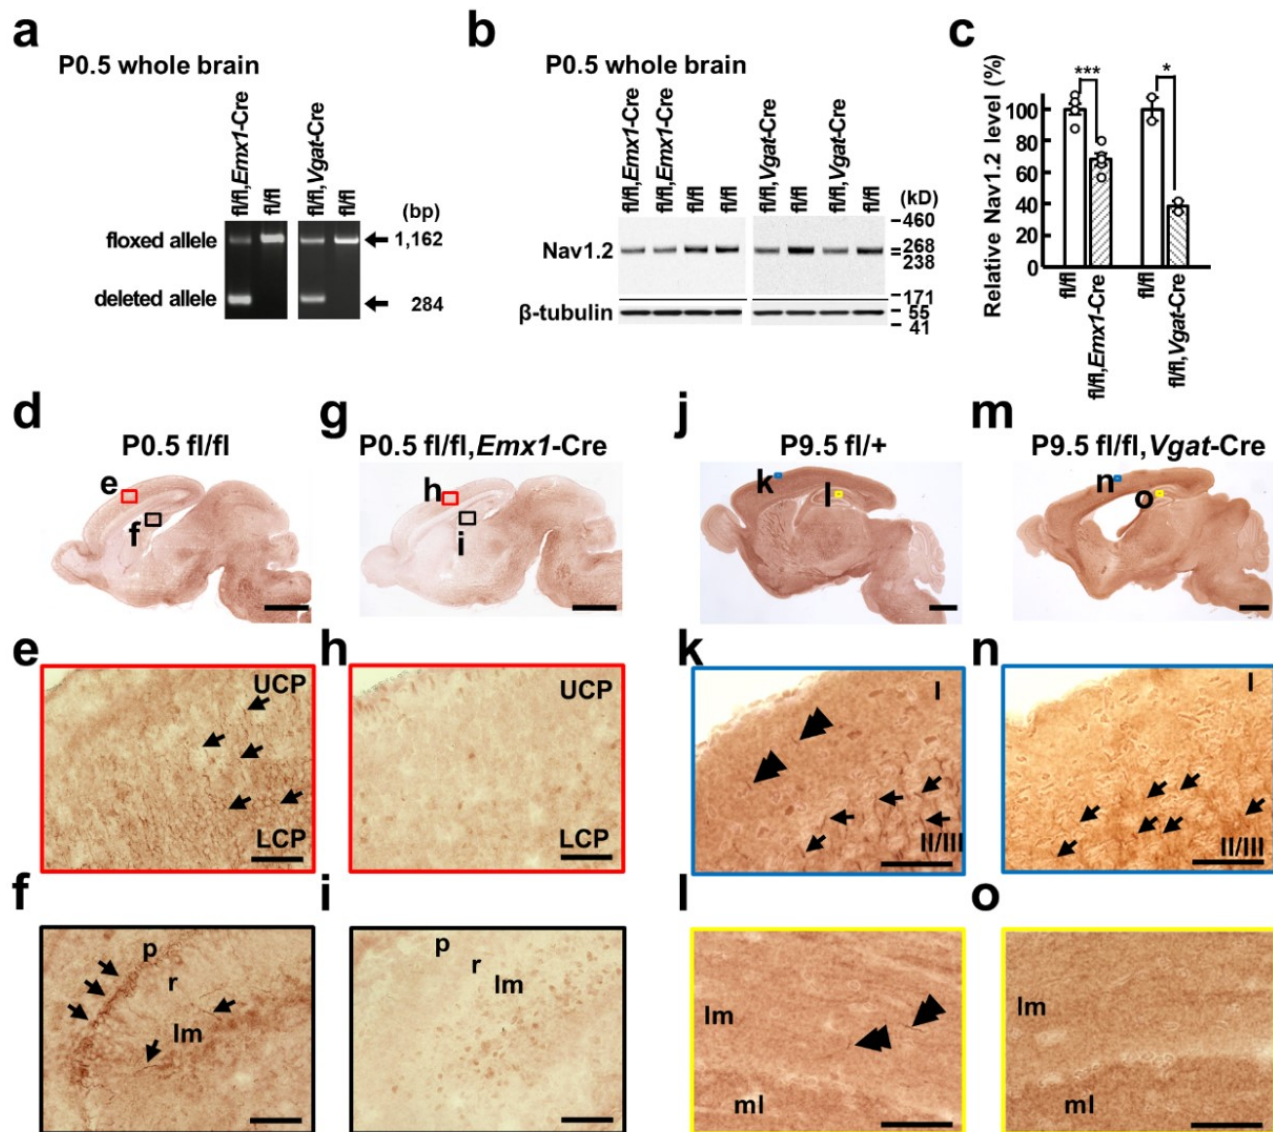 a
P0.5 whole brain
fl/fl,Emx1-Cre
fl/fl
fl/fl,Vgat-Cre
fl/fl
(bp)
floxed allele
1,162
deleted allele
284
b
P0.5 whole brain
fl/fl,Emx1-Cre
fl/fl,Emx1-Cre
fl/fl
fl/fl
fl/fl,Vgat-Cre
fl/fl
fl/fl,Vgat-Cre
fl/fl
(kD)
460
Nav1.2
268
238
171
β-tubulin
55
41
c
Relative Nav1.2 level (%)
100
80
60
40
20
0
***
*
fl/fl
fl/fl,Emx1-Cre
fl/fl
fl/fl,Vgat-Cre
d
P0.5 fl/fl
e
f
g
P0.5 fl/fl,Emx1-Cre
h
i
j
P9.5 fl/+
k
l
m
P9.5 fl/fl,Vgat-Cre
n
o
e
UCP
LCP
h
UCP
LCP
k
I
II/III
n
I
II/III
f
p
r
lm
i
p
r
lm
l
lm
ml
o
lm
ml